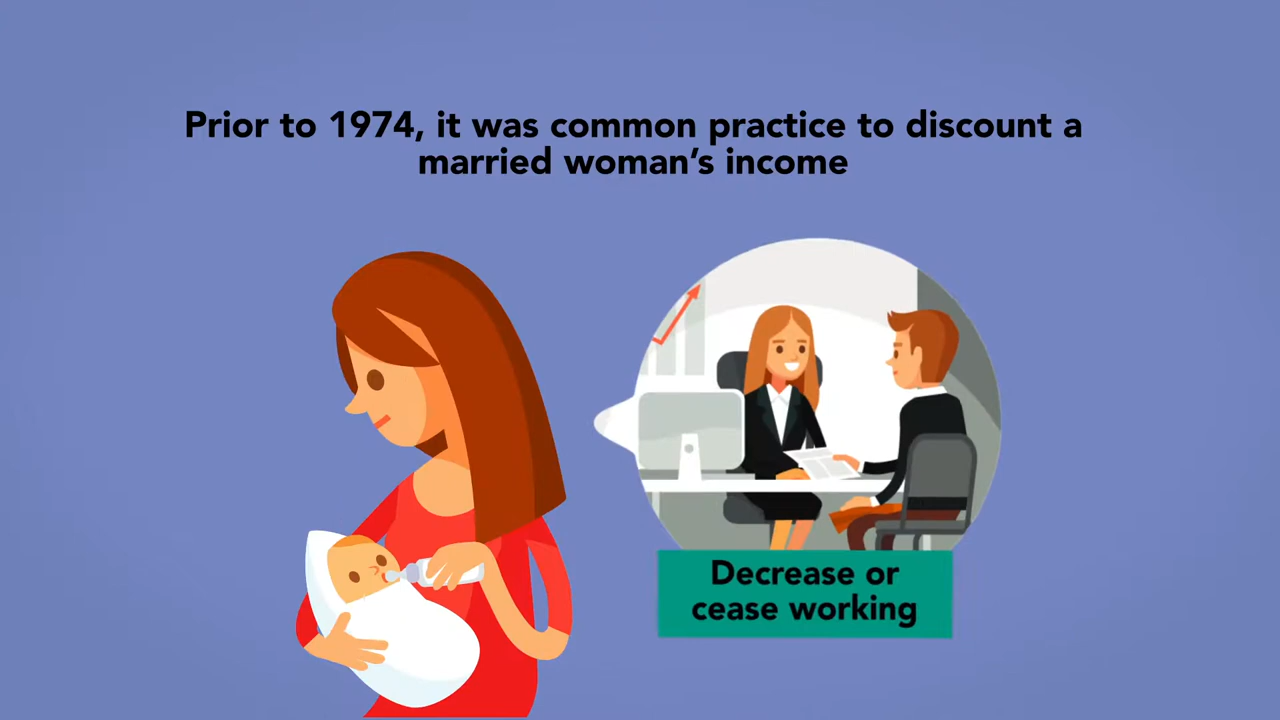 Prior to 1974, it was common practice to discount a
married woman’s income
Decrease or
cease working